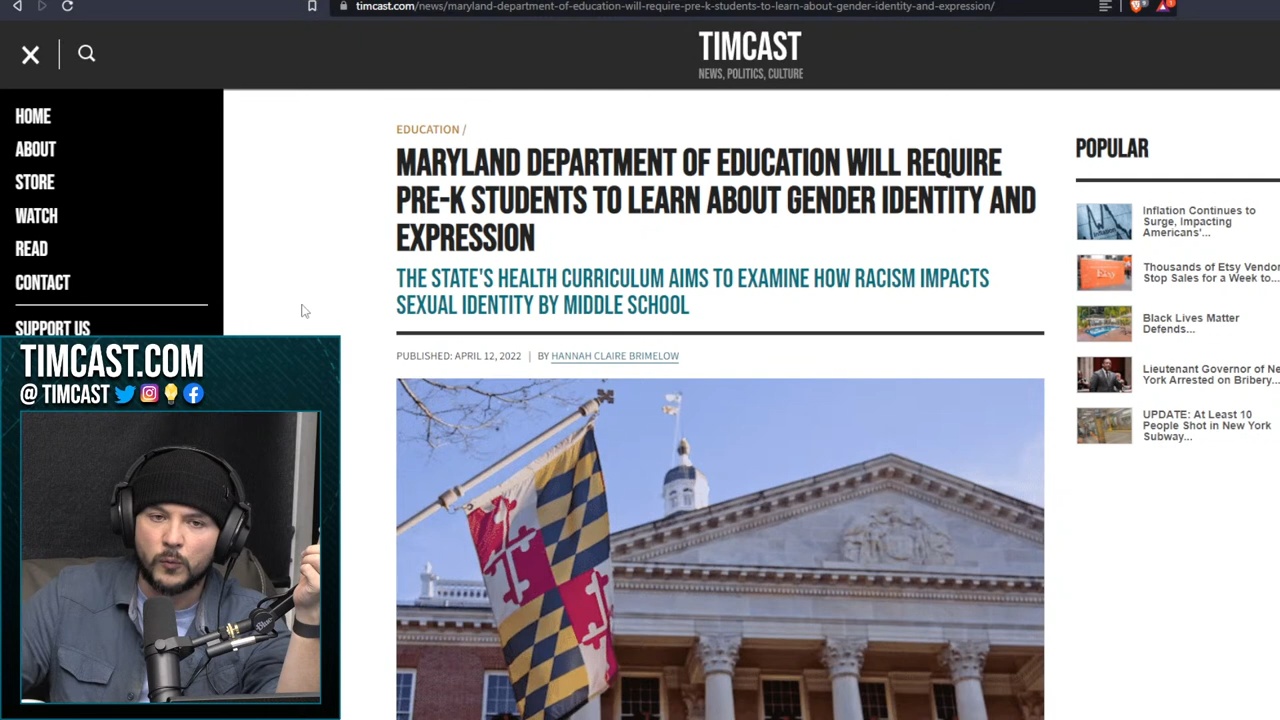 timcast.com/news/maryland-department-of-education-will-require-pre-k-students-to-learn-about-gender-identity-and-expression/
TIMCAST
NEWS, POLITICS, CULTURE
HOME
ABOUT
STORE
WATCH
READ
CONTACT
SUPPORT US
EDUCATION /
MARYLAND DEPARTMENT OF EDUCATION WILL REQUIRE
PRE-K STUDENTS TO LEARN ABOUT GENDER IDENTITY AND
EXPRESSION
THE STATE'S HEALTH CURRICULUM AIMS TO EXAMINE HOW RACISM IMPACTS
SEXUAL IDENTITY BY MIDDLE SCHOOL
PUBLISHED: APRIL 12, 2022 | BY HANNAH CLAIRE BRIMELOW
POPULAR
Inflation Continues to
Surge, Impacting
Americans'...
Thousands of Etsy Vendor
Stop Sales for a Week to...
Black Lives Matter
Defends...
Lieutenant Governor of Ne
York Arrested on Bribery...
UPDATE: At Least 10
People Shot in New York
Subway...
TIMCAST.COM
@ TIMCAST
Etsy
Blue